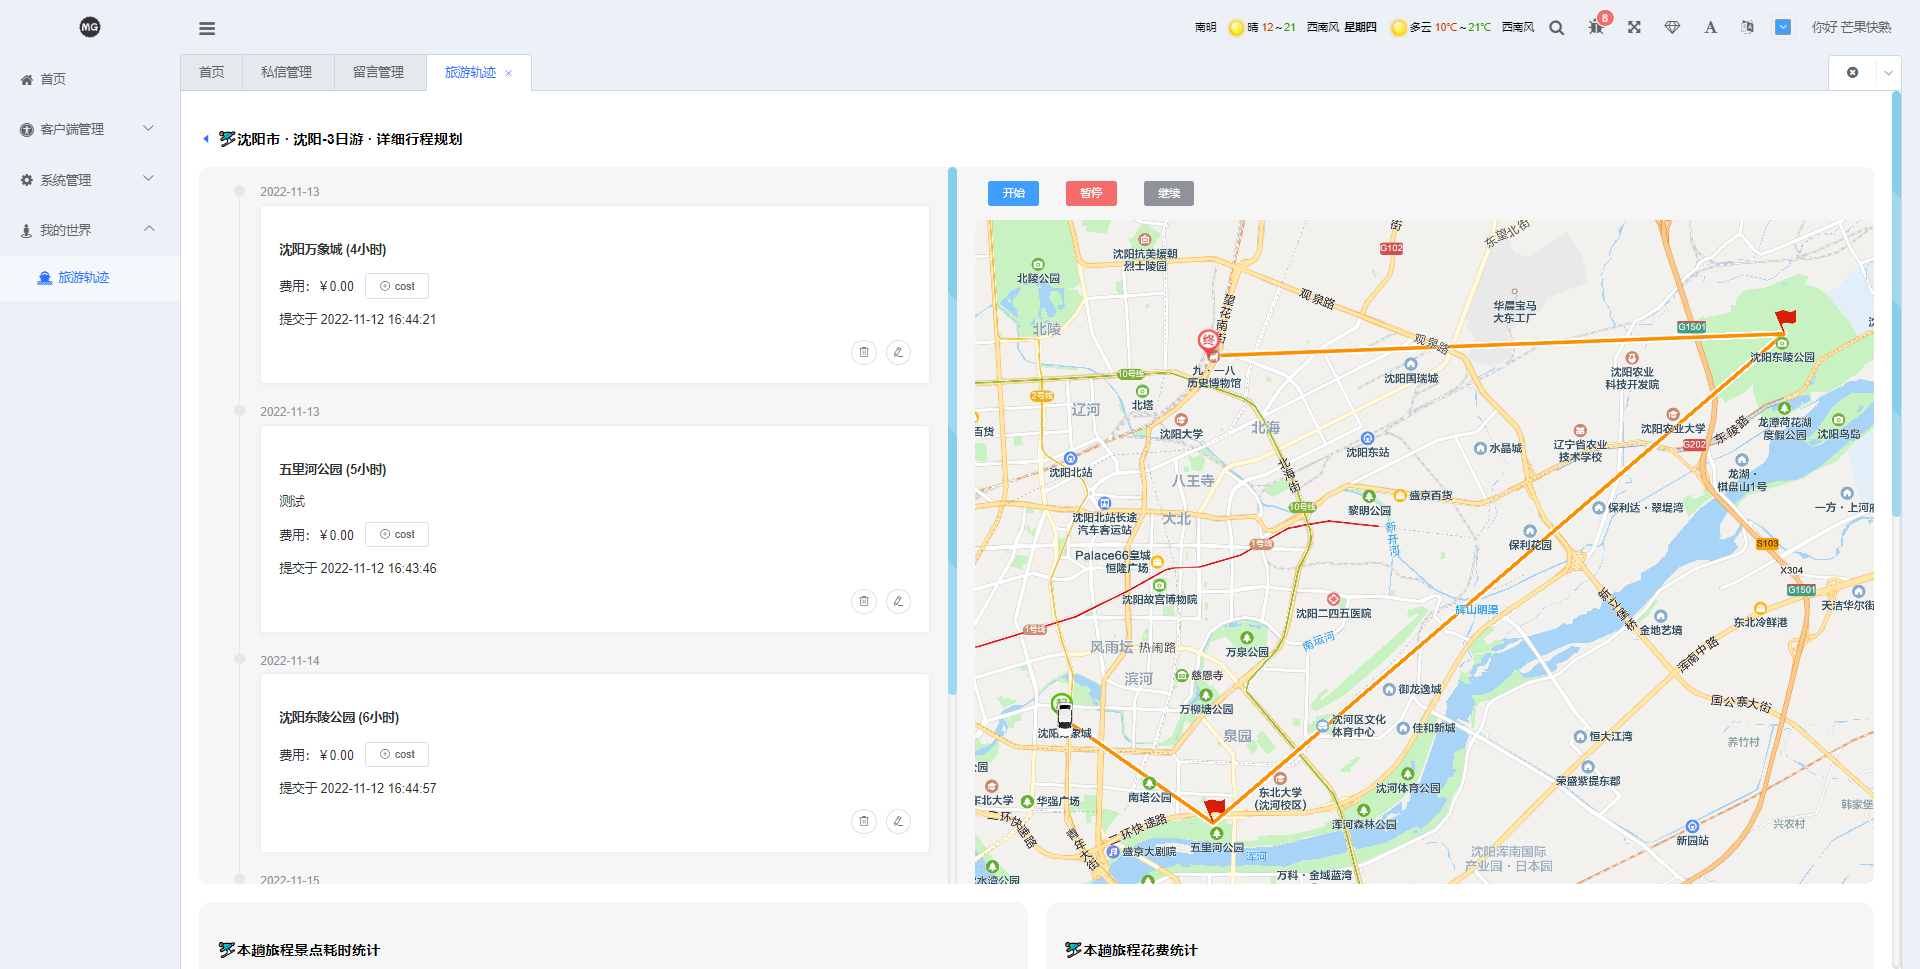 MG
南明 晴 12~21 西南风 星期四 多云 10℃~21℃ 西南风
8
A
你好 芒果快熟
首页
客户端管理
系统管理
我的世界
旅游轨迹
首页
私信管理
留言管理
旅游轨迹 ×
沈阳市 · 沈阳-3日游 · 详细行程规划
2022-11-13
沈阳万象城 (4小时)
费用：￥0.00 cost
提交于 2022-11-12 16:44:21
2022-11-13
五里河公园 (5小时)
测试
费用：￥0.00 cost
提交于 2022-11-12 16:43:46
2022-11-14
沈阳东陵公园 (6小时)
费用：￥0.00 cost
提交于 2022-11-12 16:44:57
2022-11-15
开始 暂停 继续
街
G102
东望北街
沈阳抗美援朝
烈士陵园
北陵公园
北陵
望花南街
观泉路
华晨宝马
大东工厂
G1501
观泉路
终
沈阳东陵公园
九·一八
历史博物馆
10号线
沈阳国瑞城
沈阳农业
科技开发院
2号线
辽河
北塔
百货
沈阳大学
北海
沈阳东站
水晶城
辽宁省农业
技术学校
沈阳农业大学
G202
东陵路
龙潭荷花湖
度假公园
沈阳鸟岛
沈阳北站
八王寺
北海街
龙湖·
棋盘山1号
盛京百货
沈阳北站长途
汽车客运站
大北
10号线
黎明公园
保利达·翠堤湾
一方·上河府
新开河
1号线
保利花园
S103
Palace66皇城
恒隆广场
X304
G1501
沈阳故宫博物院
沈阳二四五医院
辉山明渠
新立堡桥
天洁华尔街
东北冷鲜港
金地艺境
1号线
风雨坛 热闹路
万泉公园
南运河
浑南中路
滨河
慈恩寺
御龙逸城
万柳塘公园
国公寨大街
沈河区文化
体育中心
佳和新城
泉园
恒大江湾
养竹村
公园
荣盛紫提东郡
东北大学
华强广场
南塔公园
东北大学
(沈河校区)
沈河体育公园
韩家堡
二环快速路
青年大街
二环快速路
浑河森林公园
兴农村
新园站
盛京大剧院
五里河公园
浑河
沈阳浑南国际
产业园·日本园
水湾公园
万科·金域蓝湾
本趟旅程景点耗时统计
本趟旅程花费统计